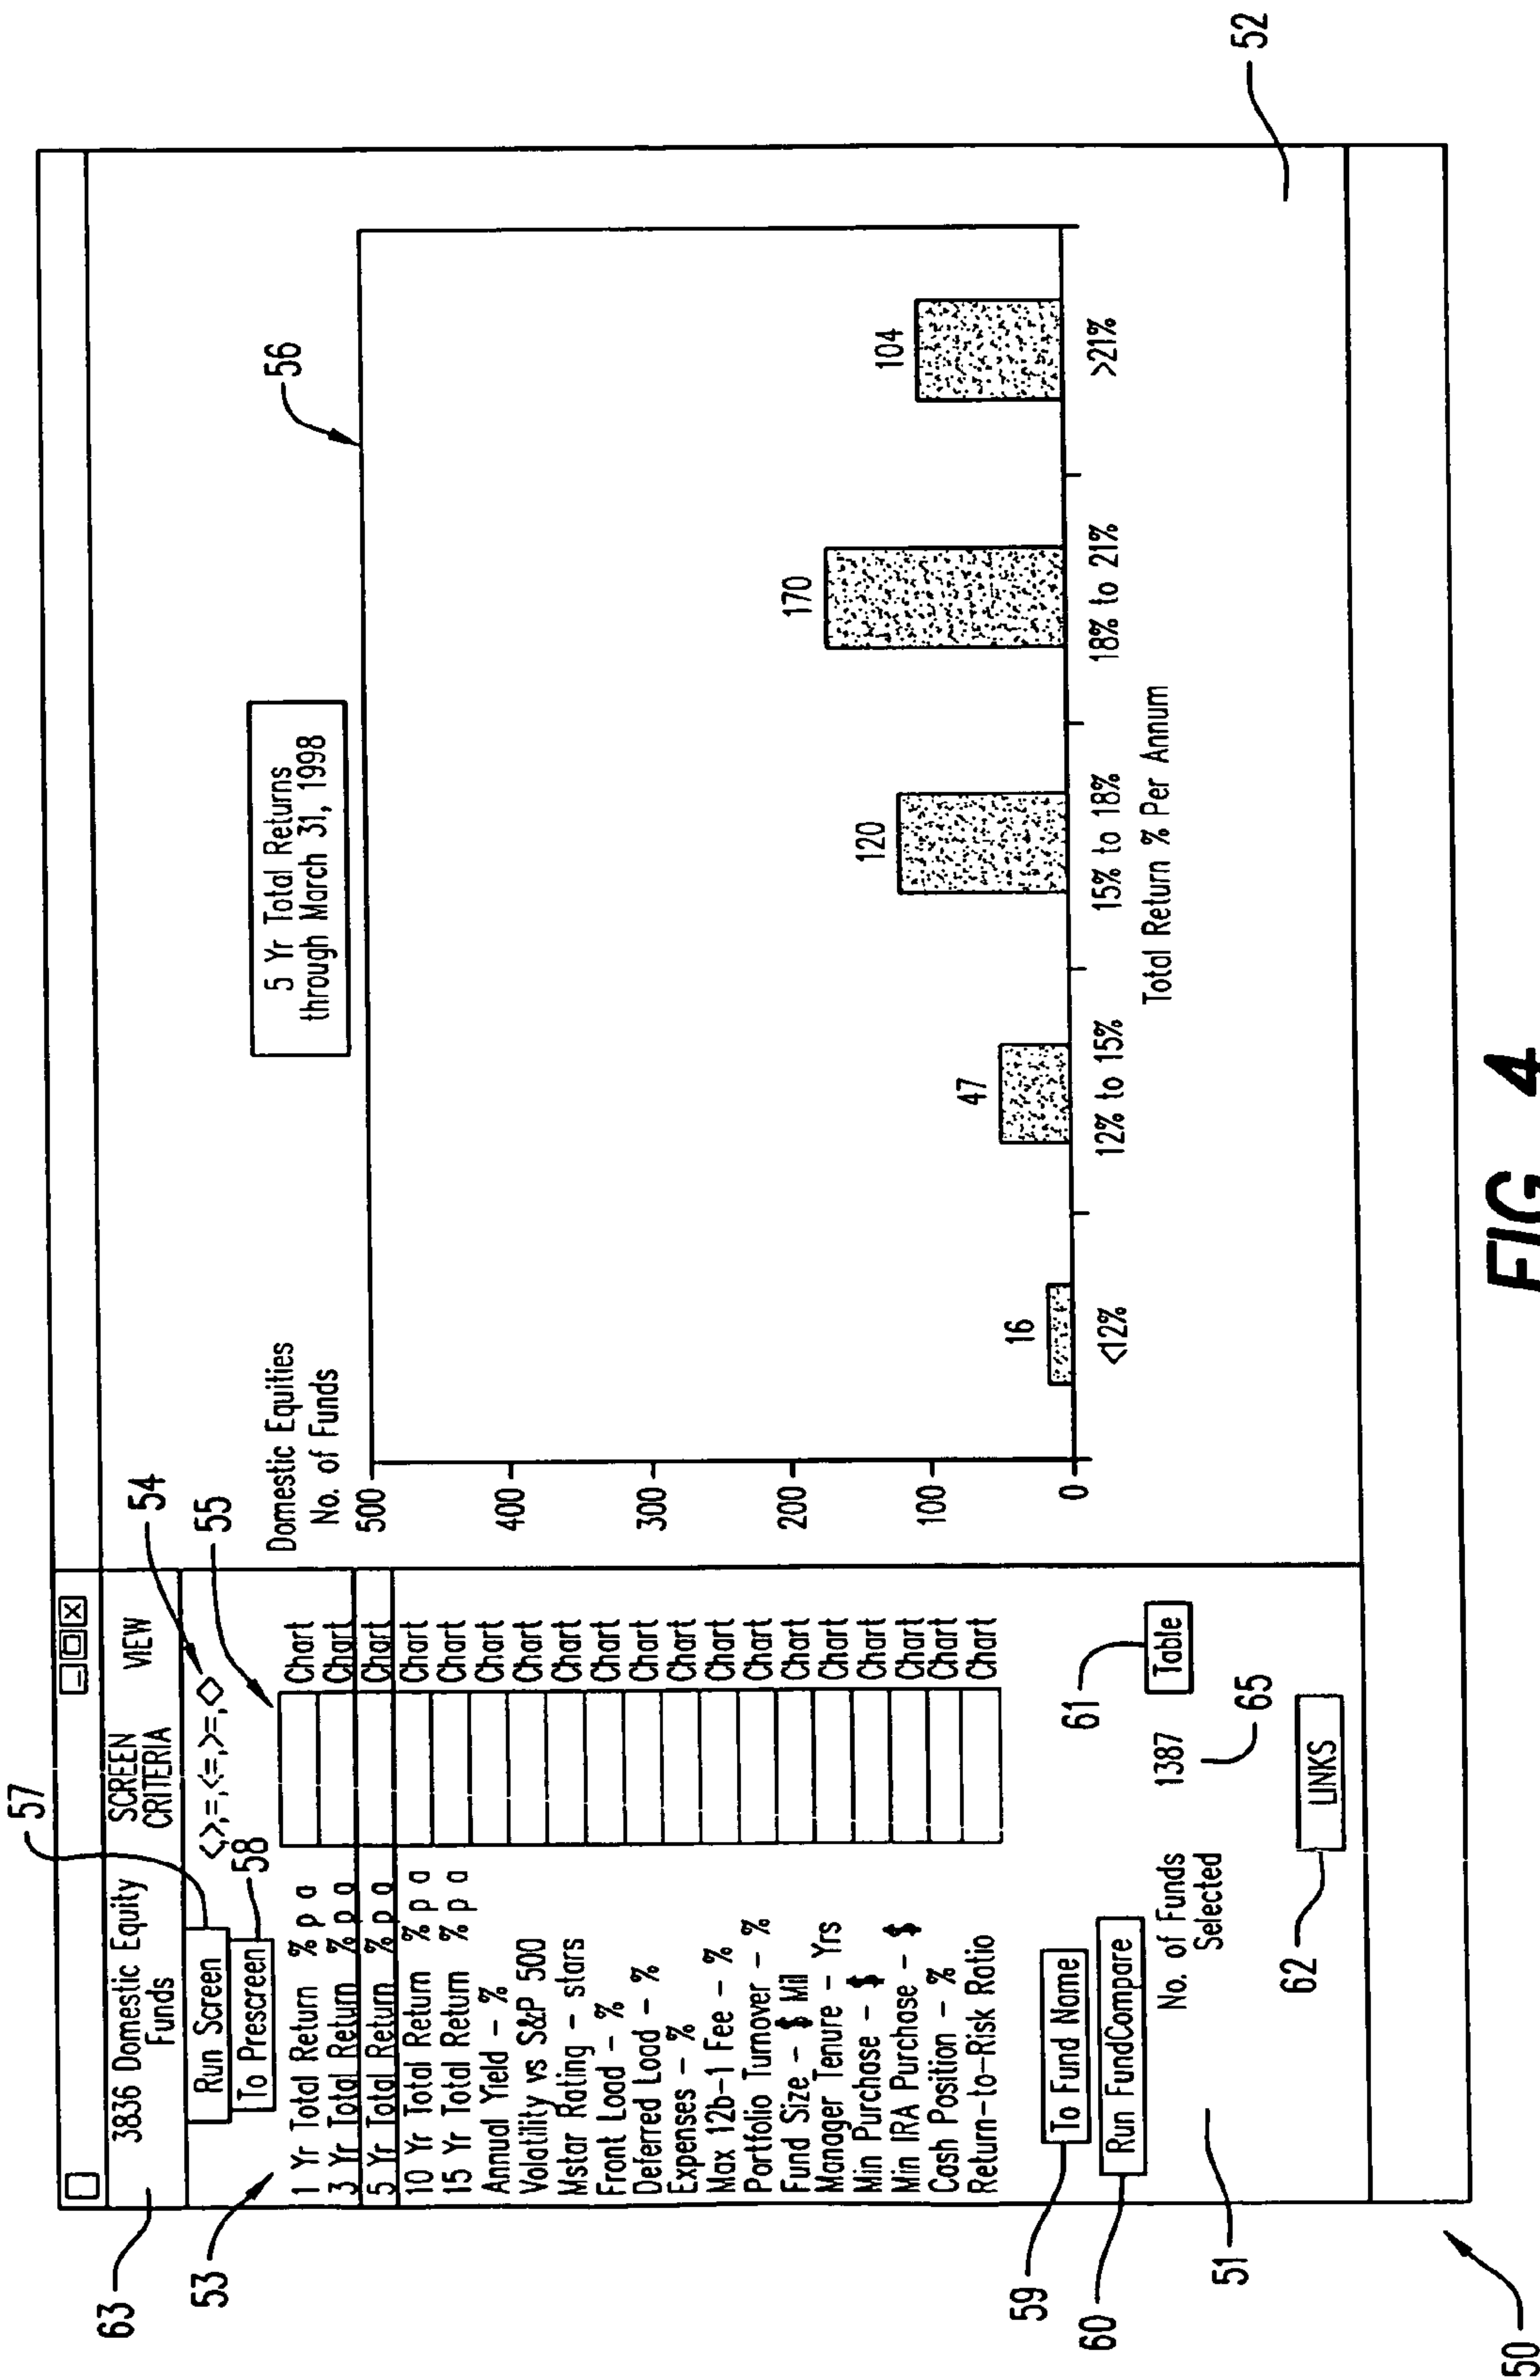 63
3836 Domestic Equity
Funds
SCREEN
CRITERIA
VIEW
57
Run Screen
To Prescreen
58
<,>,=,<=,>=,<>
54
53
55
1 Yr Total Return % p a Chart
3 Yr Total Return % p a Chart
5 Yr Total Return % p a Chart
10 Yr Total Return % p a Chart
15 Yr Total Return % p a Chart
Annual Yield – % Chart
Volatility vs S&P 500 Chart
Mstar Rating – stars Chart
Front Load – % Chart
Deferred Load – % Chart
Expenses – % Chart
Max 12b–1 Fee – % Chart
Portfolio Turnover – % Chart
Fund Size – $ Mil Chart
Manager Tenure – Yrs Chart
Min Purchase – $ Chart
Min IRA Purchase – $ Chart
Cash Position – % Chart
Return–to–Risk Ratio Chart
59
To Fund Name
60
Run FundCompare
61
Table
No. of Funds
Selected
1387
65
62
LINKS
51
50
5 Yr Total Returns
through March 31, 1998
56
Domestic Equities
No. of Funds
500
400
300
200
100
0
16
47
120
170
104
<12%
12% to 15%
15% to 18%
18% to 21%
>21%
Total Return % Per Annum
52
FIG. 4